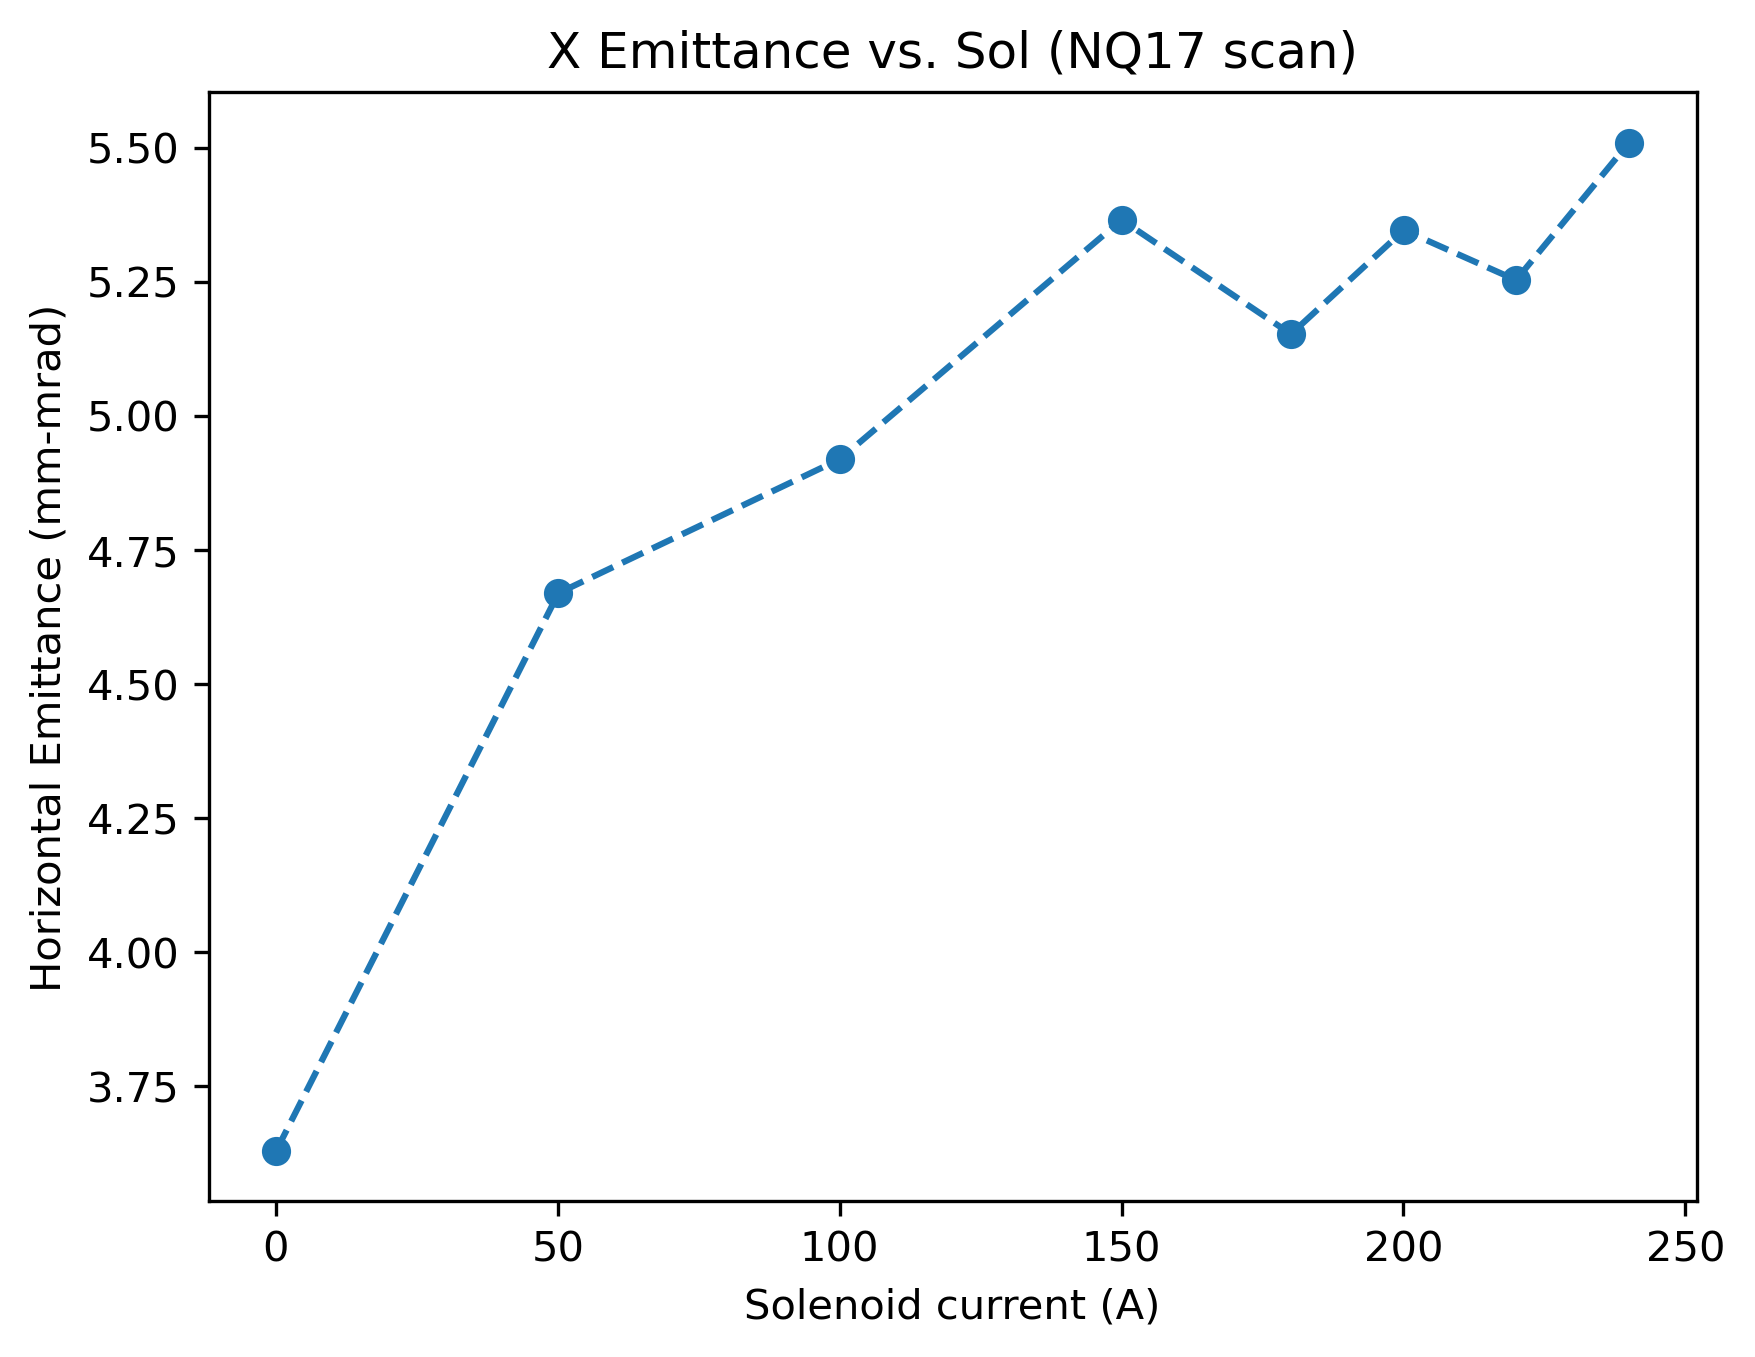 X Emittance vs. Sol (NQ17 scan)
Horizontal Emittance (mm-mrad)
5.50
5.25
5.00
4.75
4.50
4.25
4.00
3.75
0 50 100 150 200 250
Solenoid current (A)